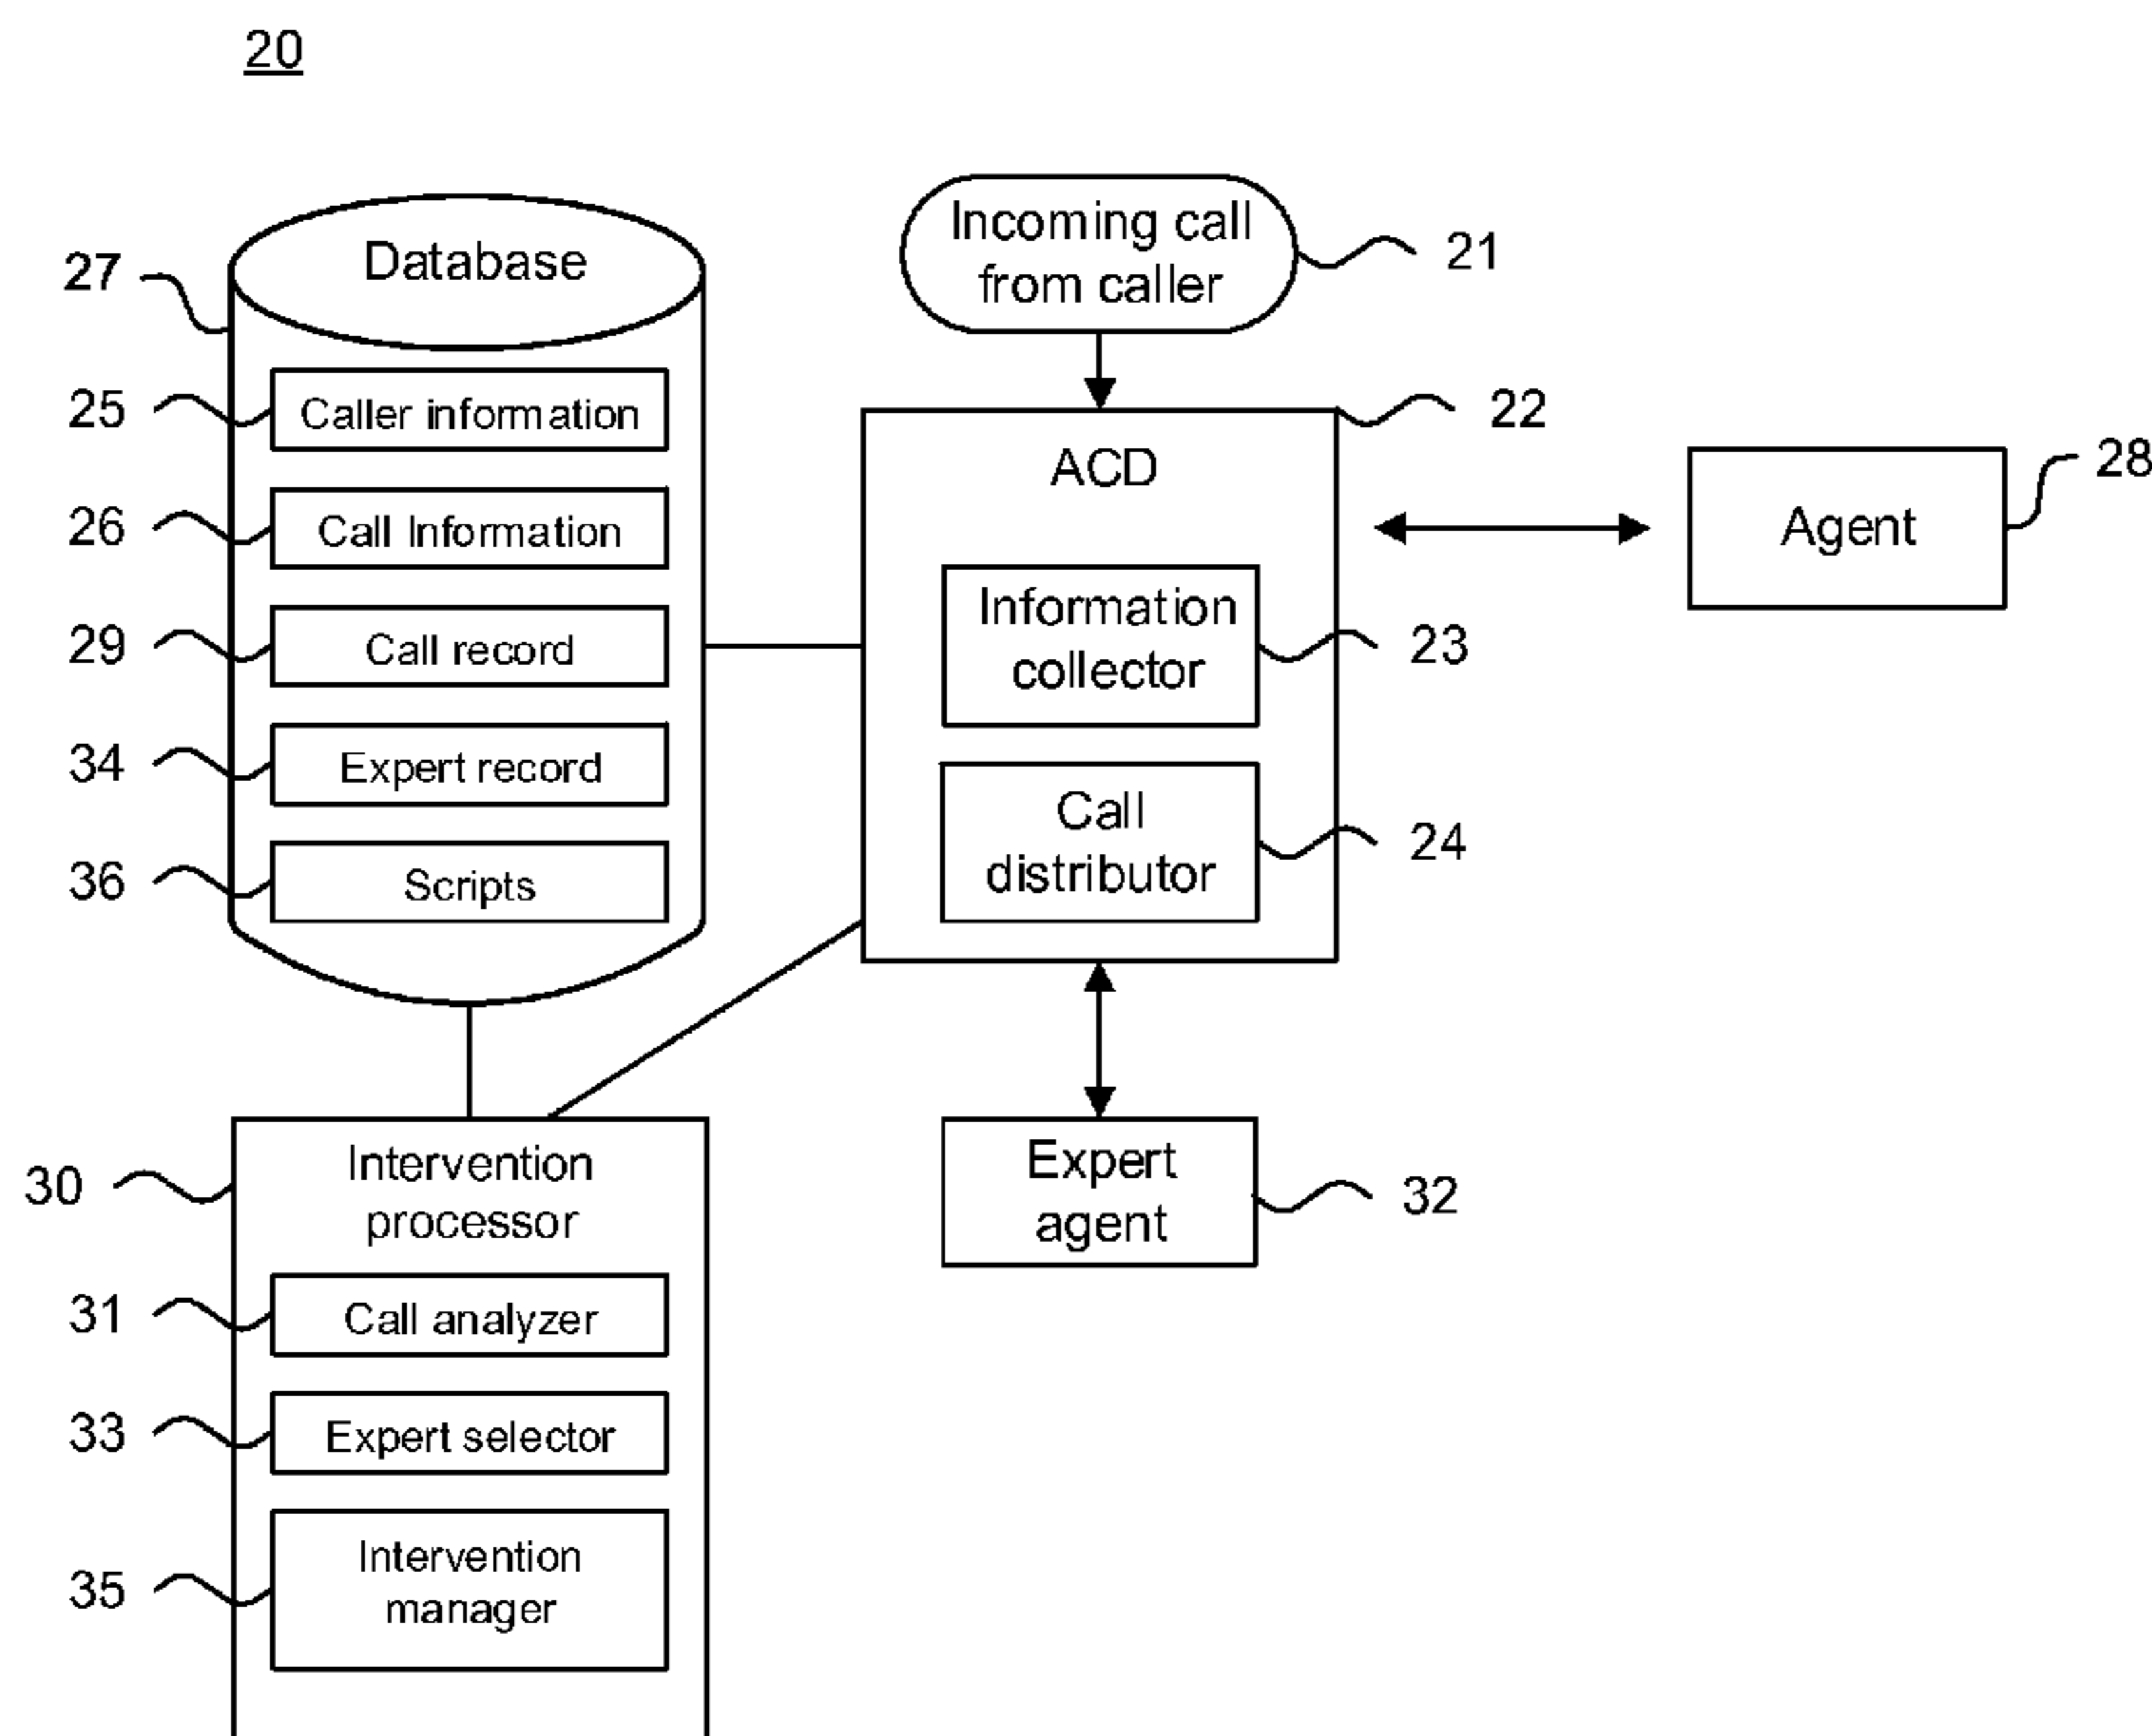 20
Incoming call
from caller
21
Database
27
Caller information
25
Call Information
26
Call record
29
Expert record
34
Scripts
36
ACD
22
Information
collector
23
Call
distributor
24
Agent
28
Intervention
processor
30
Call analyzer
31
Expert selector
33
Intervention
manager
35
Expert
agent
32